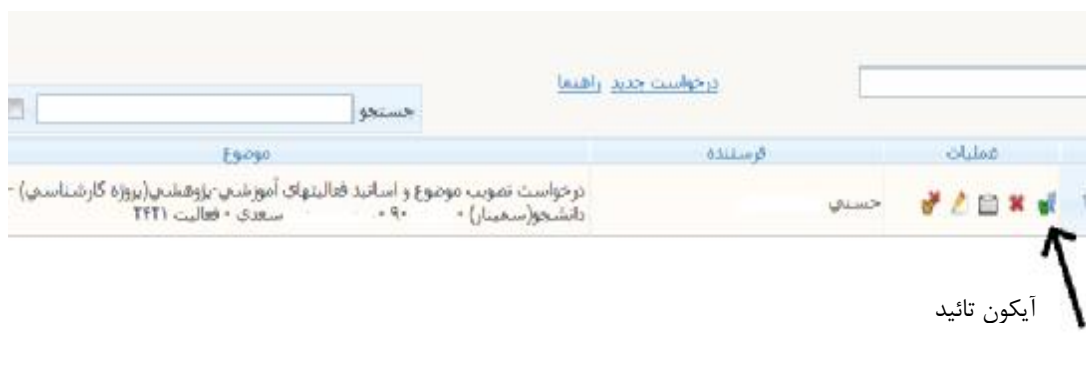 درخواست جدید راهنما
جستجو
عملیات فرستنده موضوع
حسنی درخواست تصویب موضوع و اساتید فعالیتهای آموزشی-پژوهشی(پروژه کارشناسی) -
دانشجو(سمینار) - ۹۰ - سعدی - فعالیت ۲۴۲۱
آیکون تائید